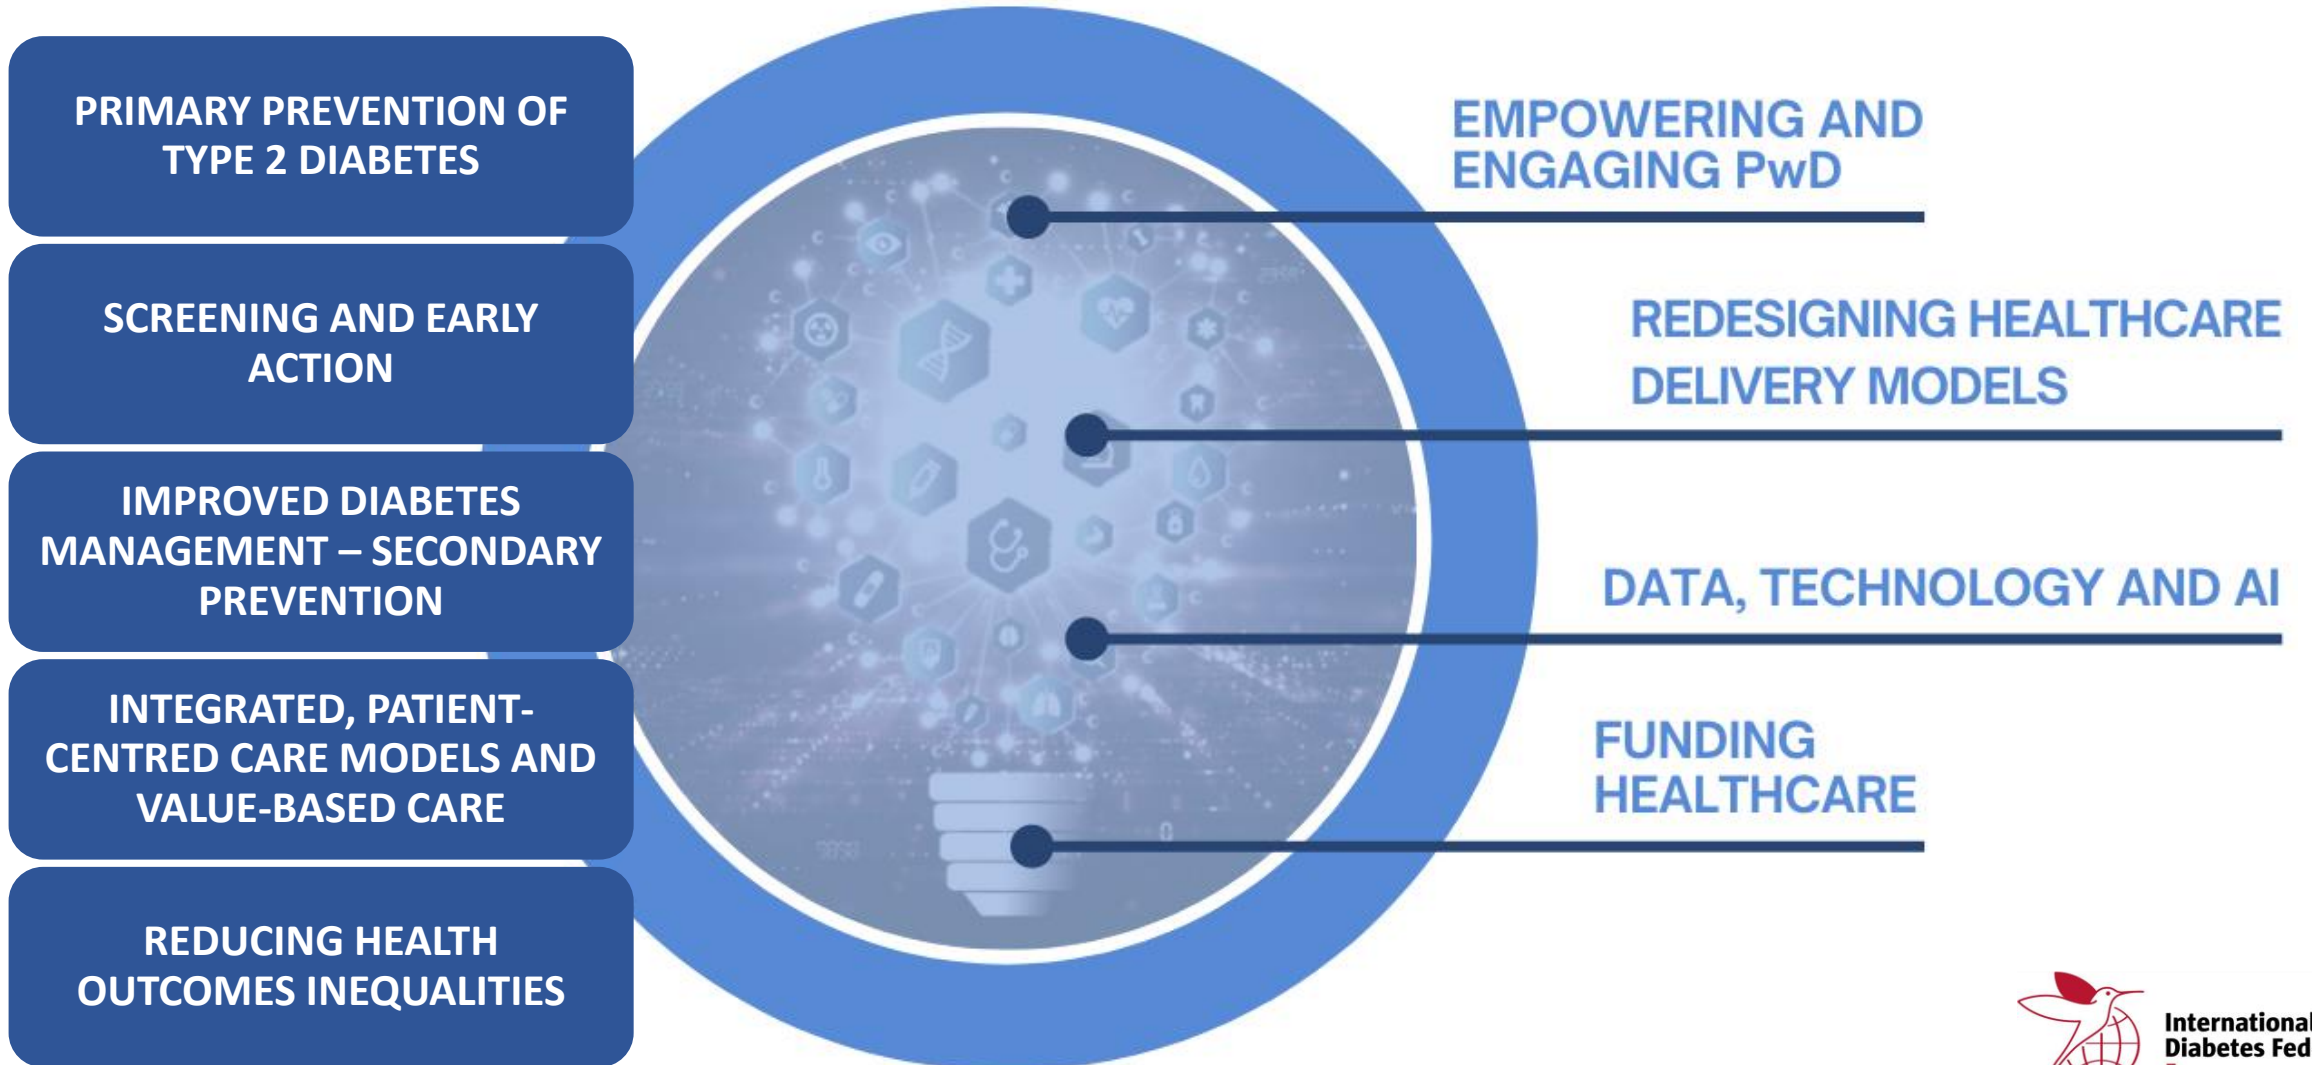 PRIMARY PREVENTION OF
TYPE 2 DIABETES
SCREENING AND EARLY
ACTION
IMPROVED DIABETES
MANAGEMENT – SECONDARY
PREVENTION
INTEGRATED, PATIENT-
CENTRED CARE MODELS AND
VALUE-BASED CARE
REDUCING HEALTH
OUTCOMES INEQUALITIES
EMPOWERING AND
ENGAGING PwD
REDESIGNING HEALTHCARE
DELIVERY MODELS
DATA, TECHNOLOGY AND AI
FUNDING
HEALTHCARE
International
Diabetes Fed